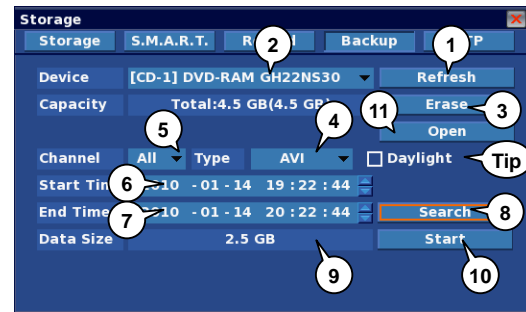 Storage
Storage S.M.A.R.T. 2 Backup 1
Device [CD-1] DVD-RAM GH22NS30 Refresh
Capacity Total:4.5 GB(4.5 GB) Erase 3
11 Open
5 4
Channel All Type AVI Daylight Tip
Start 6 -01-14 19:22:44
End Time 7 -01-14 20:22:44 Search 8
Data Size 2.5 GB Start
9 10